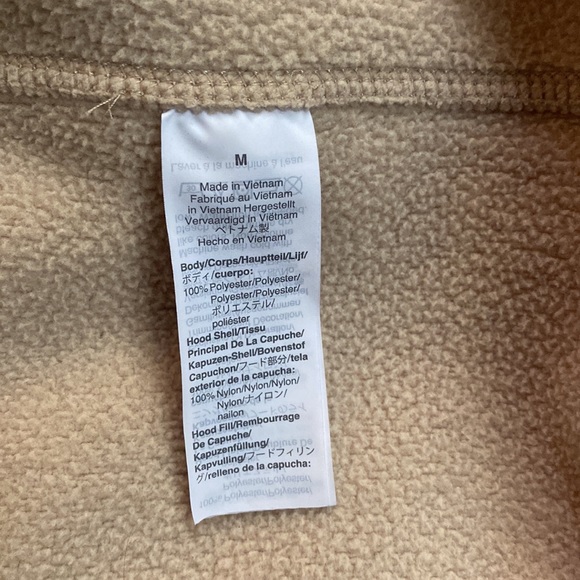 M
Made in Vietnam
Fabriqué au Vietnam
in Vietnam Hergestellt
Vervaardigd in Viëtnam
ベトナム製
Hecho en Vietnam
Body/Corps/Hauptteil/Lijf/
ボディ/cuerpo:
100% Polyester/Polyester/
Polyester/Polyester/
ポリエステル/
poliéster
Hood Shell/Tissu
Principal De La Capuche/
Kapuzen-Shell/Bovenstof
Capuchon/フード部分/tela
exterior de la capucha:
100% Nylon/Nylon/Nylon/
Nylon/ナイロン/
nailon
Hood Fill/Rembourrage
De Capuche/
Kapuzenfüllung/
Kapvulling/フードフィリン
グ/relleno de la capucha: